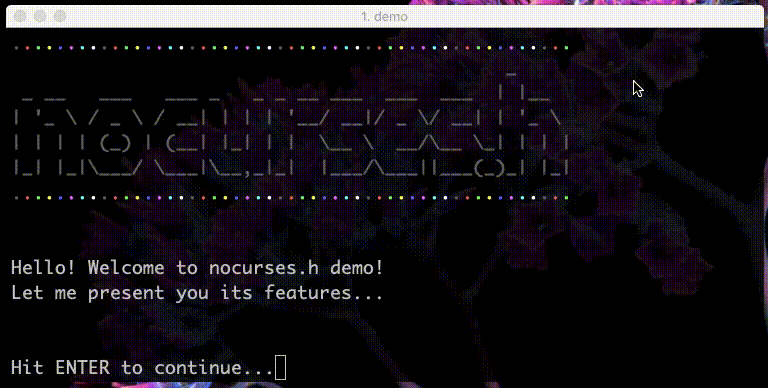 1. demo
nocurses.h
Hello! Welcome to nocurses.h demo!
Let me present you its features...
Hit ENTER to continue...